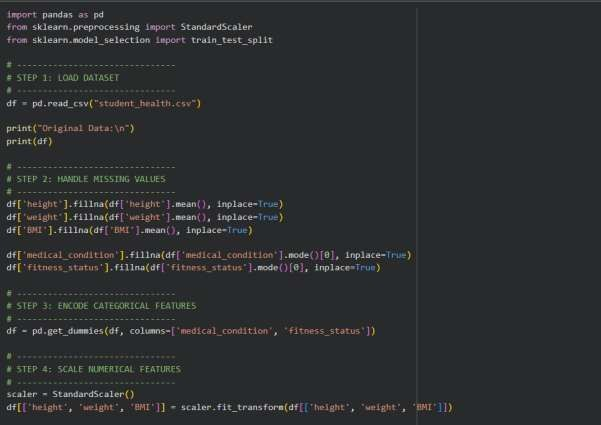 import pandas as pd
from sklearn.preprocessing import StandardScaler
from sklearn.model_selection import train_test_split
# -------------------------------
# STEP 1: LOAD DATASET
# -------------------------------
df = pd.read_csv("student_health.csv")
print("Original Data:\n")
print(df)
# -------------------------------
# STEP 2: HANDLE MISSING VALUES
# -------------------------------
df['height'].fillna(df['height'].mean(), inplace=True)
df['weight'].fillna(df['weight'].mean(), inplace=True)
df['BMI'].fillna(df['BMI'].mean(), inplace=True)
df['medical_condition'].fillna(df['medical_condition'].mode()[0], inplace=True)
df['fitness_status'].fillna(df['fitness_status'].mode()[0], inplace=True)
# -------------------------------
# STEP 3: ENCODE CATEGORICAL FEATURES
# -------------------------------
df = pd.get_dummies(df, columns=['medical_condition', 'fitness_status'])
# -------------------------------
# STEP 4: SCALE NUMERICAL FEATURES
# -------------------------------
scaler = StandardScaler()
df[['height', 'weight', 'BMI']] = scaler.fit_transform(df[['height', 'weight', 'BMI']])